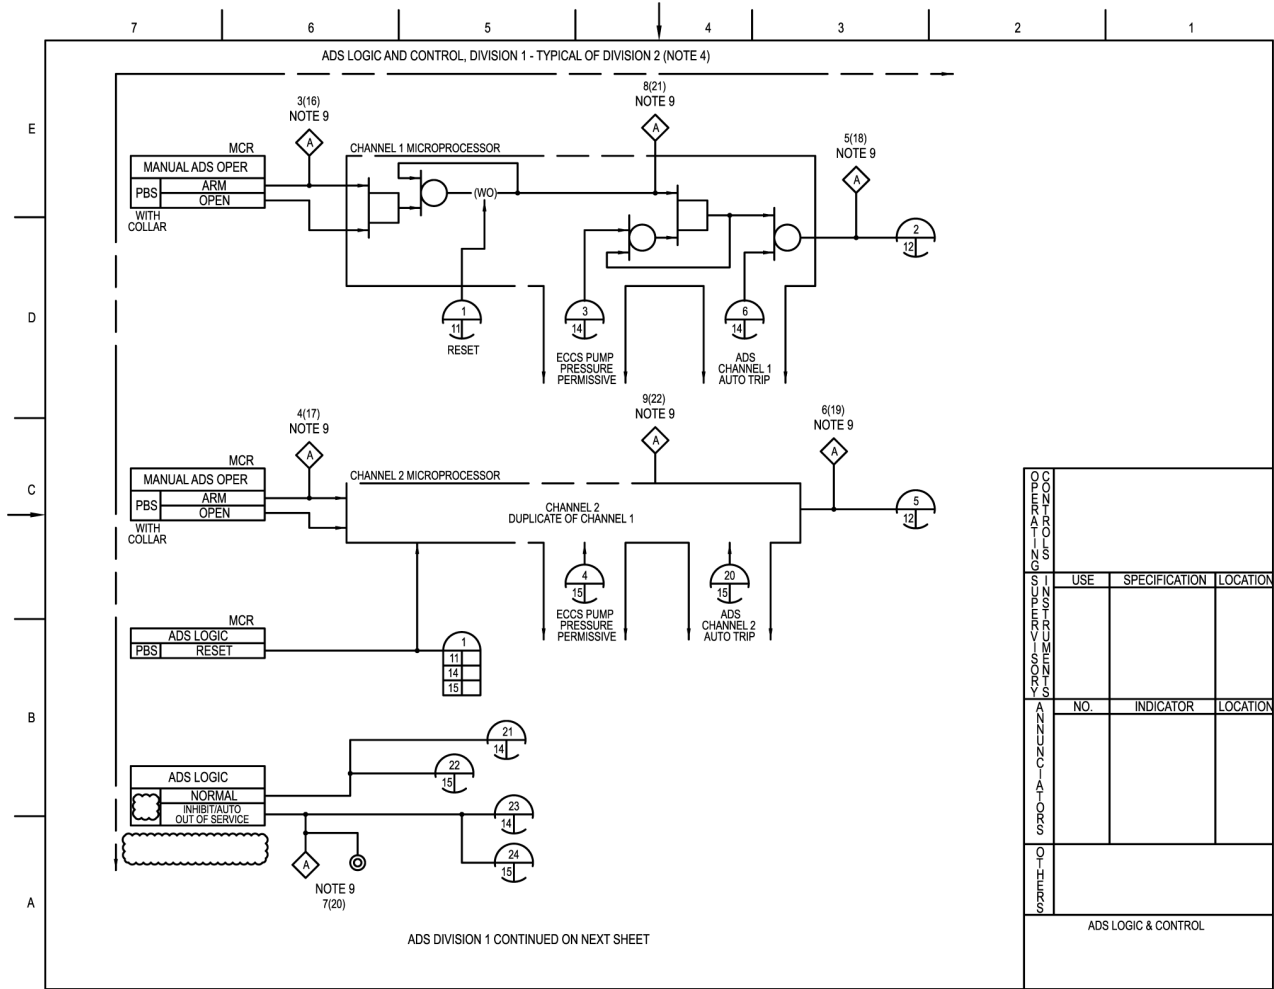 7 6 5 4 3 2 1
ADS LOGIC AND CONTROL, DIVISION 1 - TYPICAL OF DIVISION 2 (NOTE 4)
E
D
C
B
A
3(16)
NOTE 9
A
8(21)
NOTE 9
A
5(18)
NOTE 9
A
MCR
MANUAL ADS OPER
PBS
ARM
OPEN
WITH
COLLAR
CHANNEL 1 MICROPROCESSOR
(WO)
2
12
1
11
RESET
3
14
ECCS PUMP
PRESSURE
PERMISSIVE
6
14
ADS
CHANNEL 1
AUTO TRIP
4(17)
NOTE 9
A
9(22)
NOTE 9
A
6(19)
NOTE 9
A
MCR
MANUAL ADS OPER
PBS
ARM
OPEN
WITH
COLLAR
CHANNEL 2 MICROPROCESSOR
CHANNEL 2
DUPLICATE OF CHANNEL 1
5
12
4
15
ECCS PUMP
PRESSURE
PERMISSIVE
20
15
ADS
CHANNEL 2
AUTO TRIP
MCR
ADS LOGIC
PBS
RESET
1
11
14
15
21
14
22
15
ADS LOGIC
NORMAL
INHIBIT/AUTO
OUT OF SERVICE
23
14
24
15
A
NOTE 9
7(20)
ADS DIVISION 1 CONTINUED ON NEXT SHEET
OPERATING
CONTROLS
SUPERVISORY
INSTRUMENTS
USE SPECIFICATION LOCATION
ANNUNCIATORS
NO. INDICATOR LOCATION
OTHERS
ADS LOGIC & CONTROL